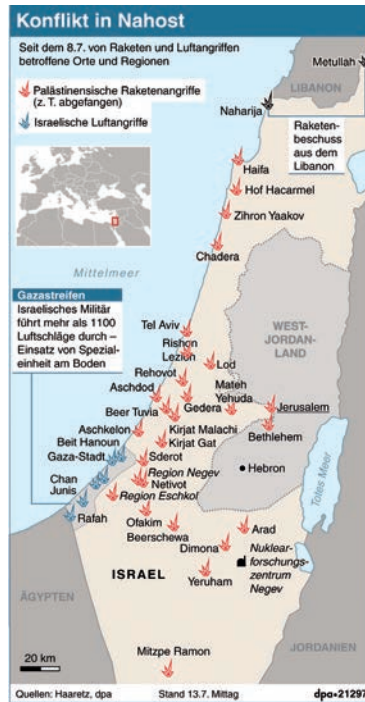 Konflikt in Nahost
Seit dem 8.7. von Raketen und Luftangriffen
betroffene Orte und Regionen
Palästinensische Raketenangriffe
(z. T. abgefangen)
Israelische Luftangriffe
Metullah
LIBANON
Naharija
Raketen-
beschuss
aus dem
Libanon
Haifa
Hof Hacarmel
Zihron Yaakov
Chadera
Mittelmeer
Gazastreifen
Israelisches Militär
führt mehr als 1100
Luftschläge durch –
Einsatz von Spezial-
einheit am Boden
WEST-
JORDAN-
LAND
Tel Aviv
Rishon
Lezion
Lod
Rehovot
Mateh
Yehuda
Aschdod
Jerusalem
Beer Tuvia
Gedera
Bethlehem
Aschkelon
Kirjat Malachi
Beit Hanoun
Kirjat Gat
Gaza-Stadt
Sderot
Hebron
Totes Meer
Region Negev
Chan
Junis
Netivot
Region Eschkol
Rafah
Ofakim
Arad
Beerschewa
Dimona
Nuklear-
forschungs-
zentrum
Negev
ISRAEL
Yeruham
ÄGYPTEN
JORDANIEN
20 km
Mitzpe Ramon
Quellen: Haaretz, dpa
Stand 13.7. Mittag
dpa•21297